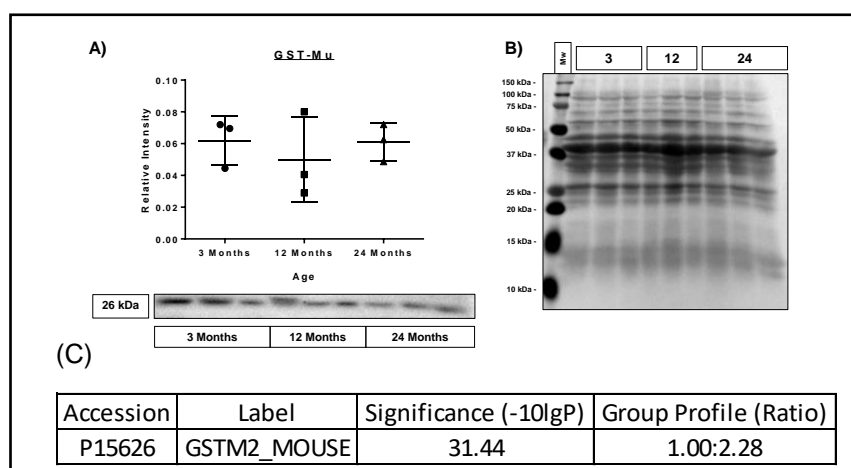 A)
GST-Mu
0.10
0.08
0.06
0.04
0.02
0.00
Relative Intensity
3 Months 12 Months 24 Months
Age
26 kDa
3 Months 12 Months 24 Months
B)
Mw 3 12 24
150 kDa -
100 kDa -
75 kDa -
50 kDa -
37 kDa -
25 kDa -
20 kDa -
15 kDa -
10 kDa -
(C)
Accession Label Significance (-10lgP) Group Profile (Ratio)
P15626 GSTM2_MOUSE 31.44 1.00:2.28